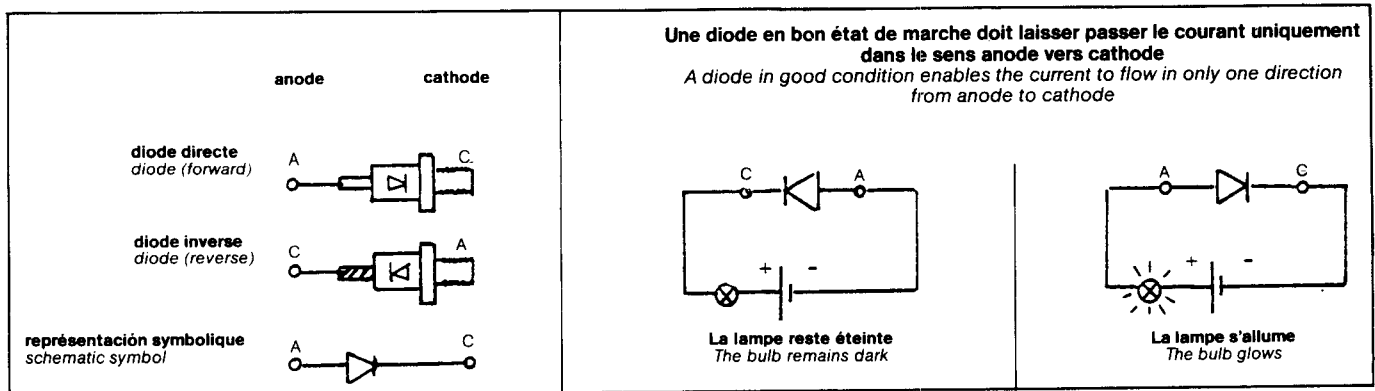 anode cathode
diode directe
diode (forward)
A C
diode inverse
diode (reverse)
C A
représentación symbolique
schematic symbol
A C
Une diode en bon état de marche doit laisser passer le courant uniquement
dans le sens anode vers cathode
A diode in good condition enables the current to flow in only one direction
from anode to cathode
C A
+ -
La lampe reste éteinte
The bulb remains dark
A C
+ -
La lampe s'allume
The bulb glows